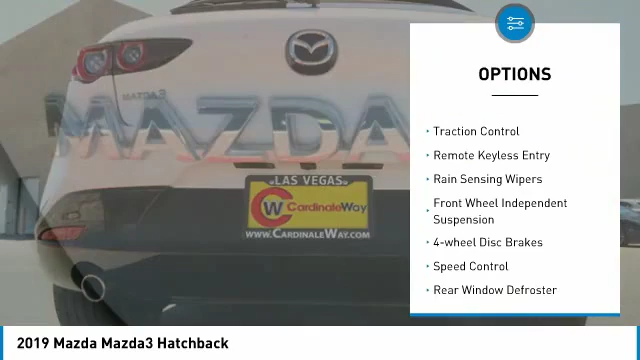 MAZDA3
MAZDA
LAS VEGAS
CardinaleWay
www.CardinaleWay.com
OPTIONS
Traction Control
Remote Keyless Entry
Rain Sensing Wipers
Front Wheel Independent
Suspension
4-wheel Disc Brakes
Speed Control
Rear Window Defroster
2019 Mazda Mazda3 Hatchback